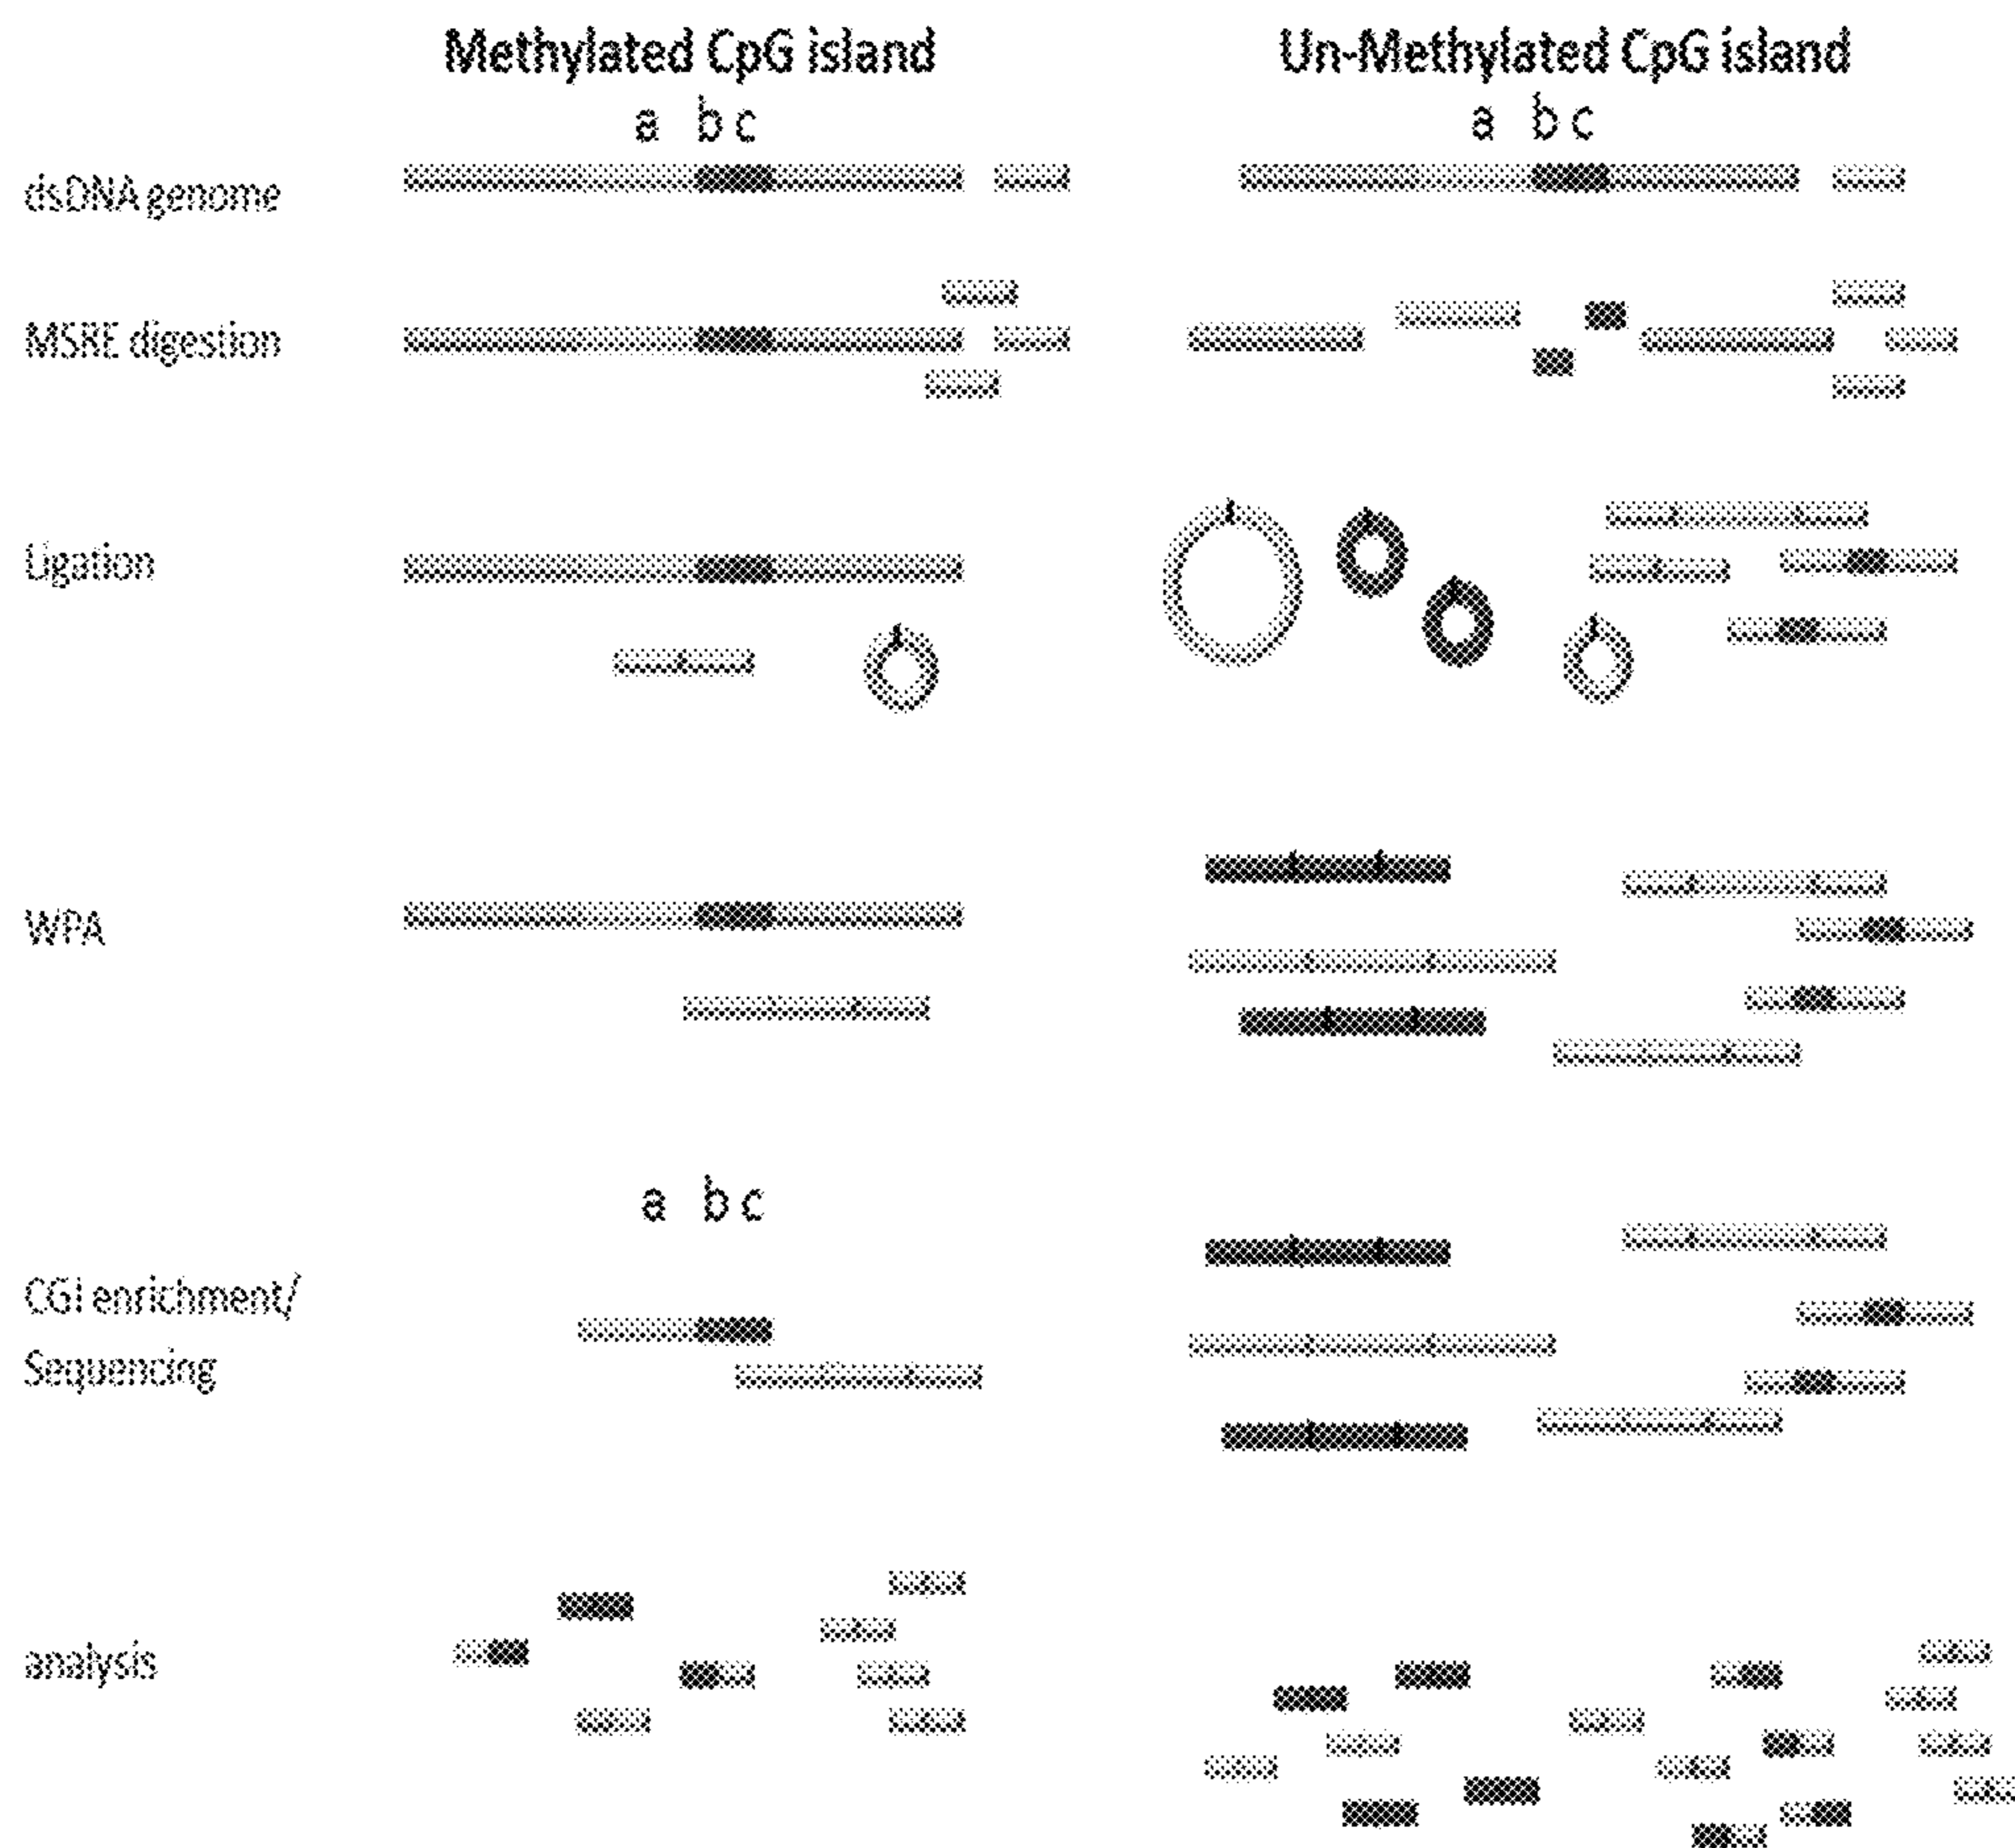 Methylated CpG island Un-Methylated CpG island
a b c a b c
dsDNA genome
MSRE digestion
Ligation
WPA
a b c
CGI enrichment/
Sequencing
analysis